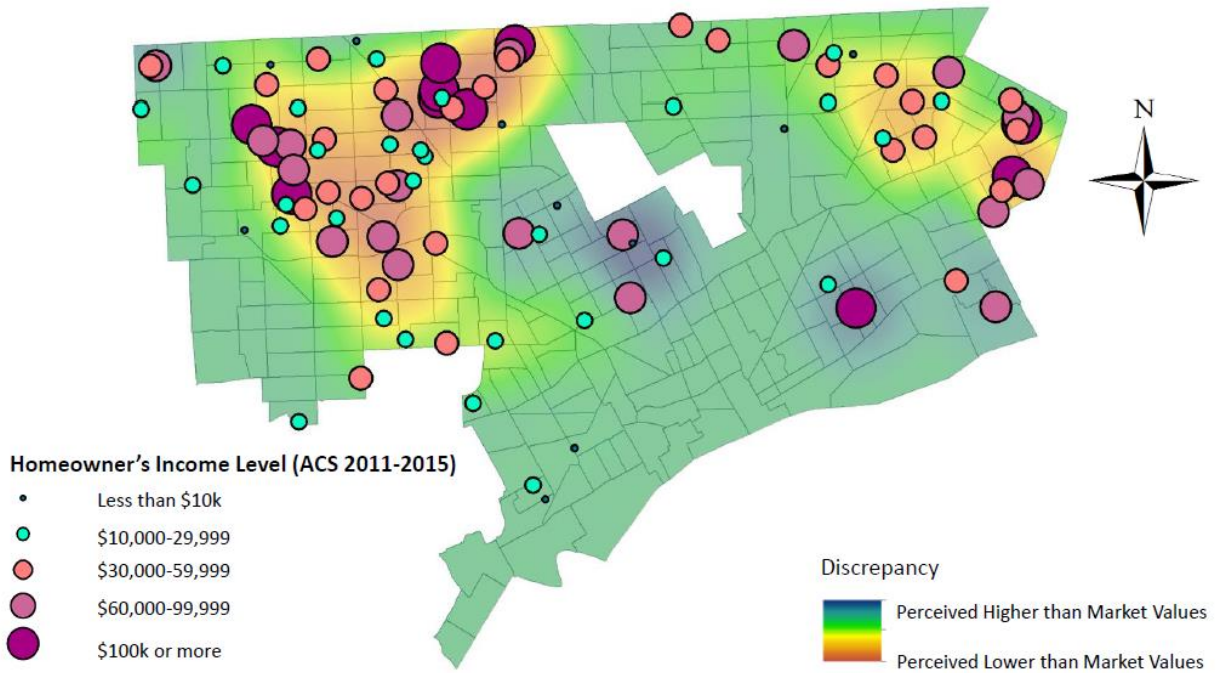 N
Homeowner’s Income Level (ACS 2011-2015)
Less than $10k
$10,000-29,999
$30,000-59,999
$60,000-99,999
$100k or more
Discrepancy
Perceived Higher than Market Values
Perceived Lower than Market Values